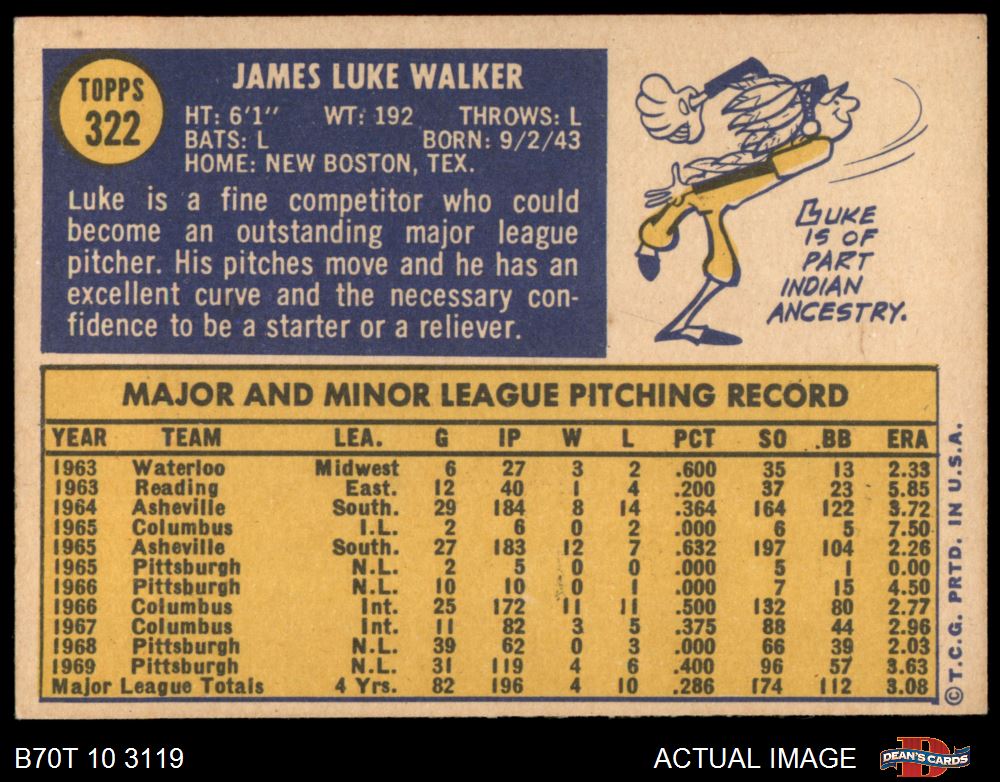 TOPPS
322
JAMES LUKE WALKER
HT: 6'1" WT: 192 THROWS: L
BATS: L BORN: 9/2/43
HOME: NEW BOSTON, TEX.
Luke is a fine competitor who could
become an outstanding major league
pitcher. His pitches move and he has an
excellent curve and the necessary con-
fidence to be a starter or a reliever.
LUKE
IS OF
PART
INDIAN
ANCESTRY.
MAJOR AND MINOR LEAGUE PITCHING RECORD
YEAR TEAM LEA. G IP W L PCT SO BB ERA
1963 Waterloo Midwest 6 27 3 2 .600 35 13 2.33
1963 Reading East. 12 40 1 4 .200 37 23 5.85
1964 Asheville South. 29 184 8 14 .364 164 122 3.72
1965 Columbus I.L. 2 6 0 2 .000 6 5 7.50
1965 Asheville South. 27 183 12 7 .632 197 104 2.26
1965 Pittsburgh N.L. 2 5 0 0 .000 5 1 0.00
1966 Pittsburgh N.L. 10 10 0 1 .000 7 15 4.50
1966 Columbus Int. 25 172 11 11 .500 132 80 2.77
1967 Columbus Int. 11 82 3 5 .375 88 44 2.96
1968 Pittsburgh N.L. 39 62 0 3 .000 66 39 2.03
1969 Pittsburgh N.L. 31 119 4 6 .400 96 57 3.63
Major League Totals 4 Yrs. 82 196 4 10 .286 174 112 3.08
© T.C.G. PRTD. IN U.S.A.
B70T 10 3119 ACTUAL IMAGE
DEAN'S CARDS